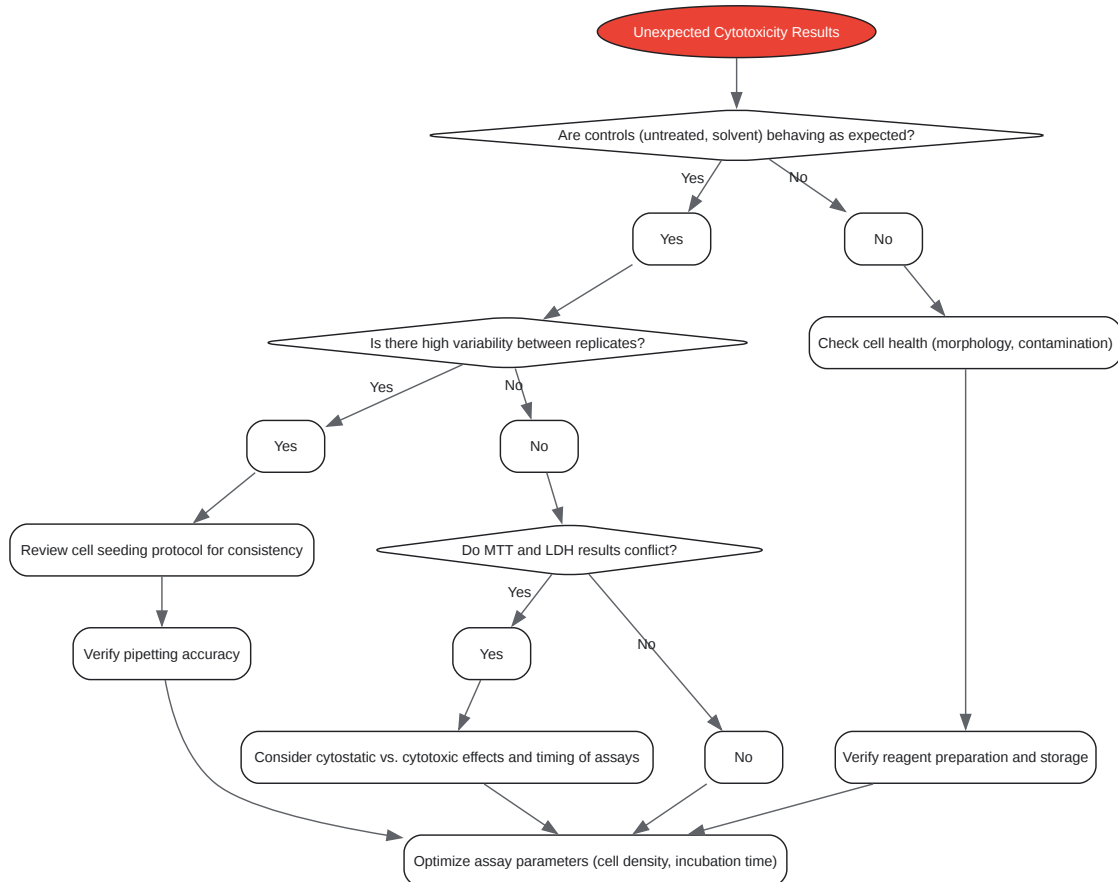 Unexpected Cytotoxicity Results
Are controls (untreated, solvent) behaving as expected?
Yes
No
Yes
No
Is there high variability between replicates?
Check cell health (morphology, contamination)
Yes
No
Yes
No
Review cell seeding protocol for consistency
Do MTT and LDH results conflict?
Yes
No
Verify pipetting accuracy
Yes
Consider cytostatic vs. cytotoxic effects and timing of assays
No
Verify reagent preparation and storage
Optimize assay parameters (cell density, incubation time)